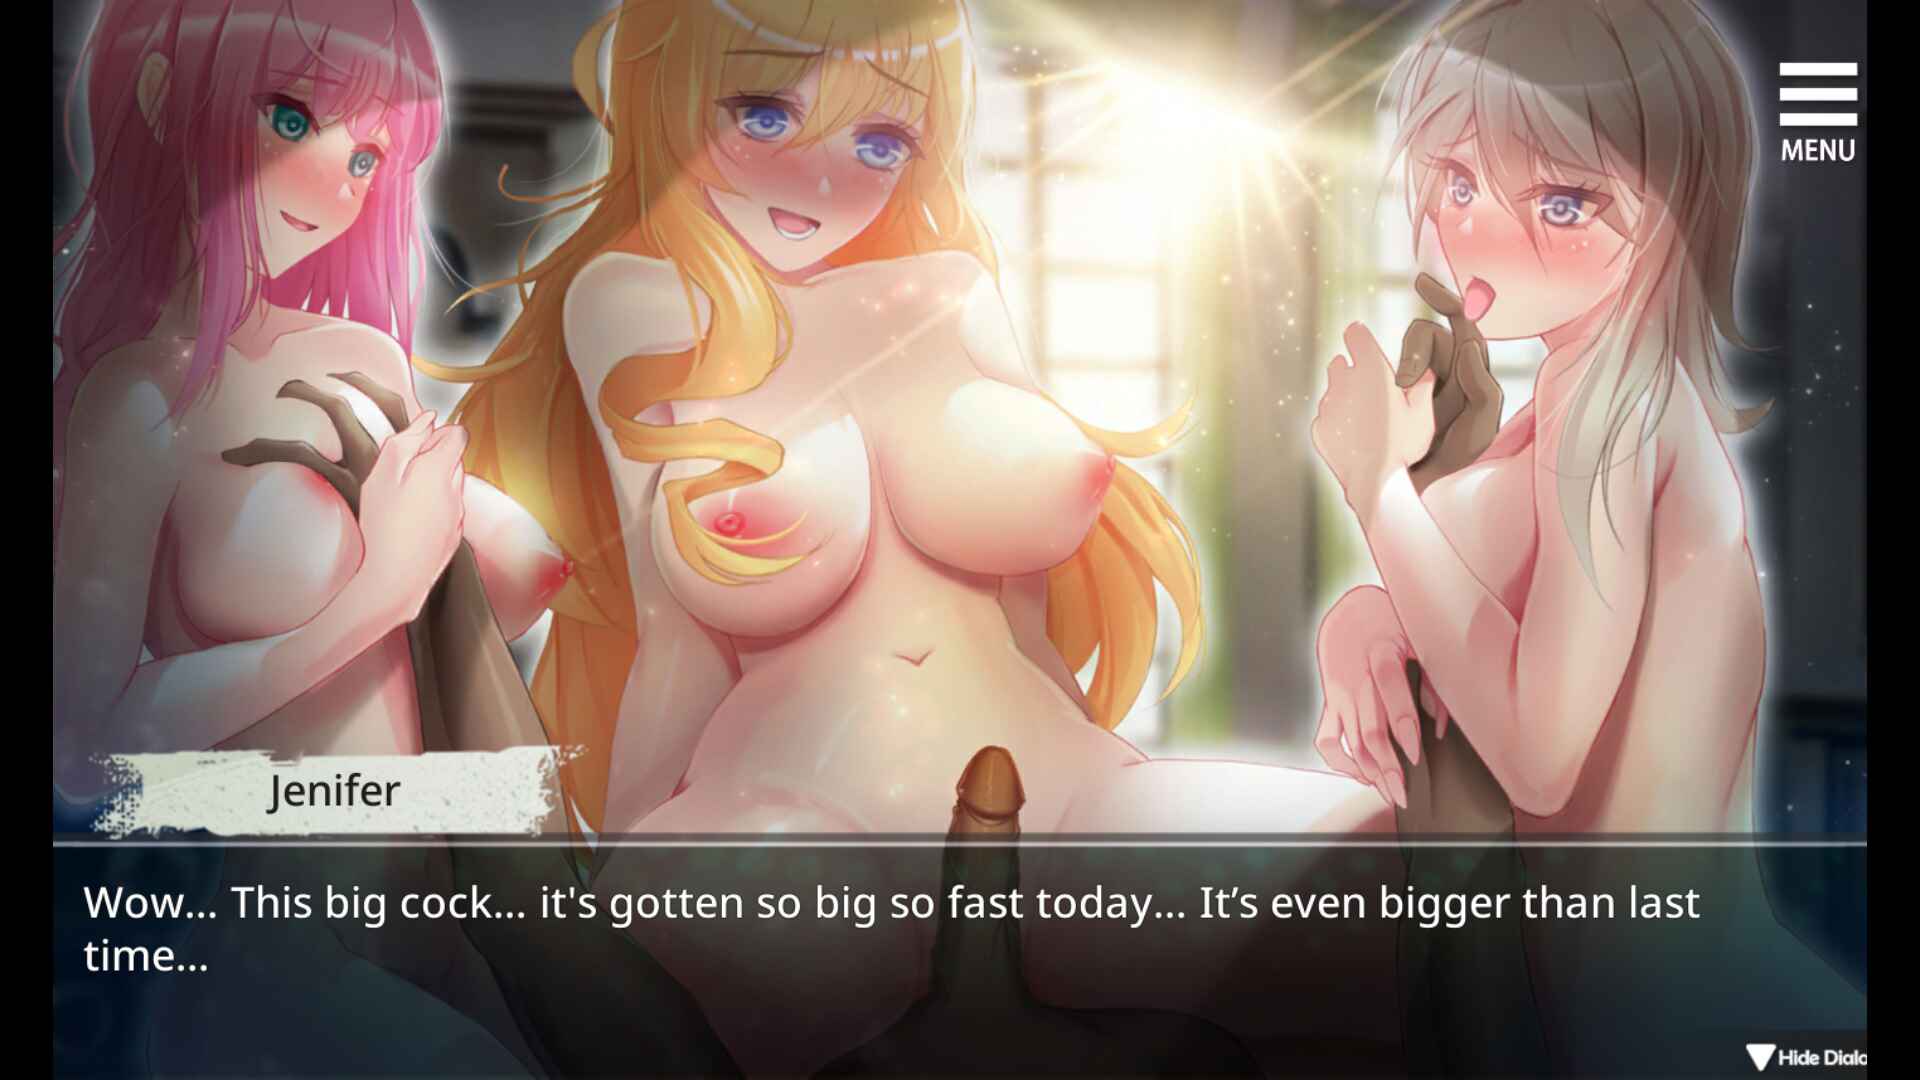 MENU
Jenifer
Wow... This big cock... it's gotten so big so fast today... It’s even bigger than last
time...
Hide Dialo